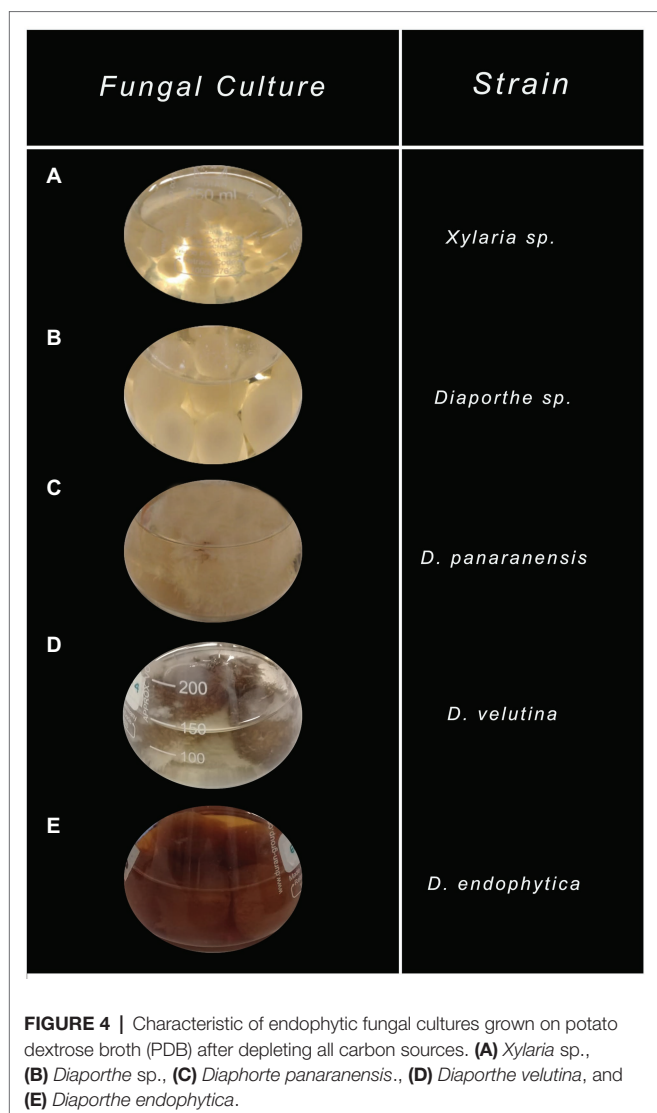 Fungal Culture
Strain
A
Xylaria sp.
B
Diaporthe sp.
C
D. panaranensis
D
200
150
100
D. velutina
E
D. endophytica
FIGURE 4 | Characteristic of endophytic fungal cultures grown on potato
dextrose broth (PDB) after depleting all carbon sources. (A) Xylaria sp.,
(B) Diaporthe sp., (C) Diaphorte panaranensis., (D) Diaporthe velutina, and
(E) Diaporthe endophytica.